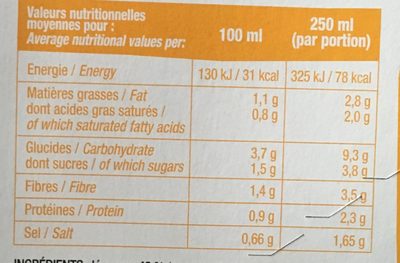 Valeurs nutritionnelles
moyennes pour :
Average nutritional values per:
100 ml
250 ml
(par portion)
Energie / Energy 130 kJ / 31 kcal 325 kJ / 78 kcal
Matières grasses / Fat 1,1 g 2,8 g
dont acides gras saturés / 0,8 g 2,0 g
of which saturated fatty acids
Glucides / Carbohydrate 3,7 g 9,3 g
dont sucres / of which sugars 1,5 g 3,8 g
Fibres / Fibre 1,4 g 3,5 g
Protéines / Protein 0,9 g 2,3 g
Sel / Salt 0,66 g 1,65 g